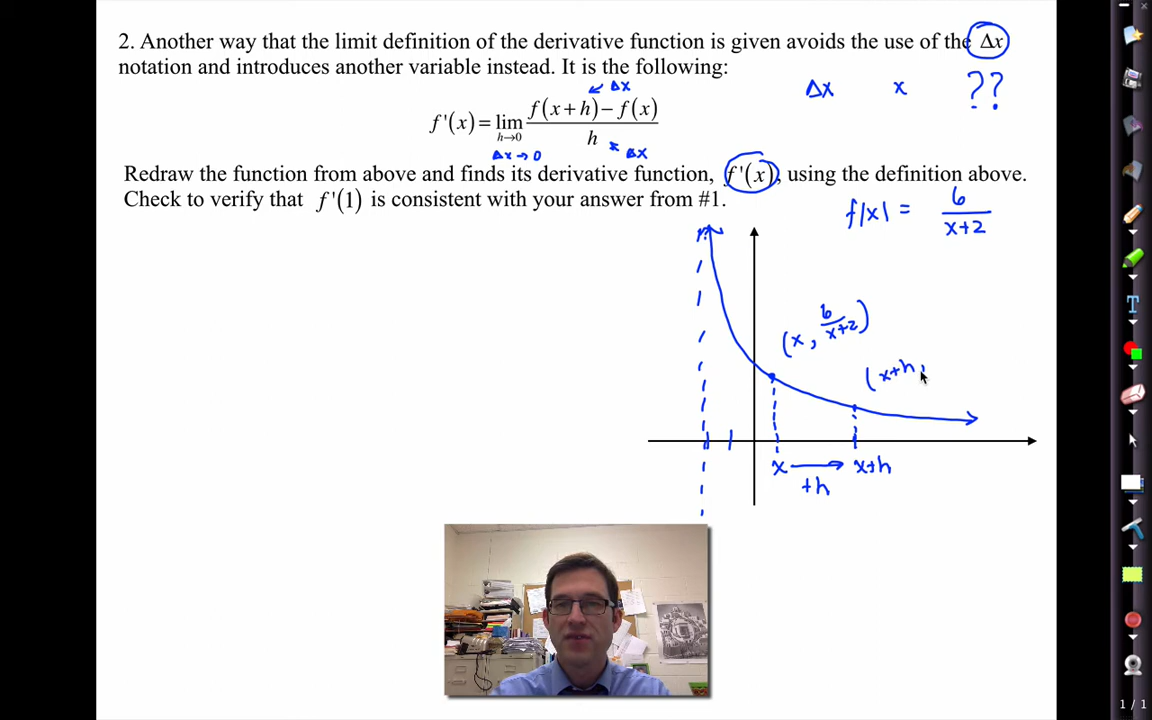 2. Another way that the limit definition of the derivative function is given avoids the use of the Δx
notation and introduces another variable instead. It is the following:
Δx x ??
Δx
f'(x) = lim h→0 f(x+h) − f(x) / h
Δx→0 Δx
Redraw the function from above and finds its derivative function, f'(x), using the definition above.
Check to verify that f'(1) is consistent with your answer from #1.
f(x) = 6 / x+2
(x, 6/x+2)
(x+h,
x x+h
+h
T
1 / 1